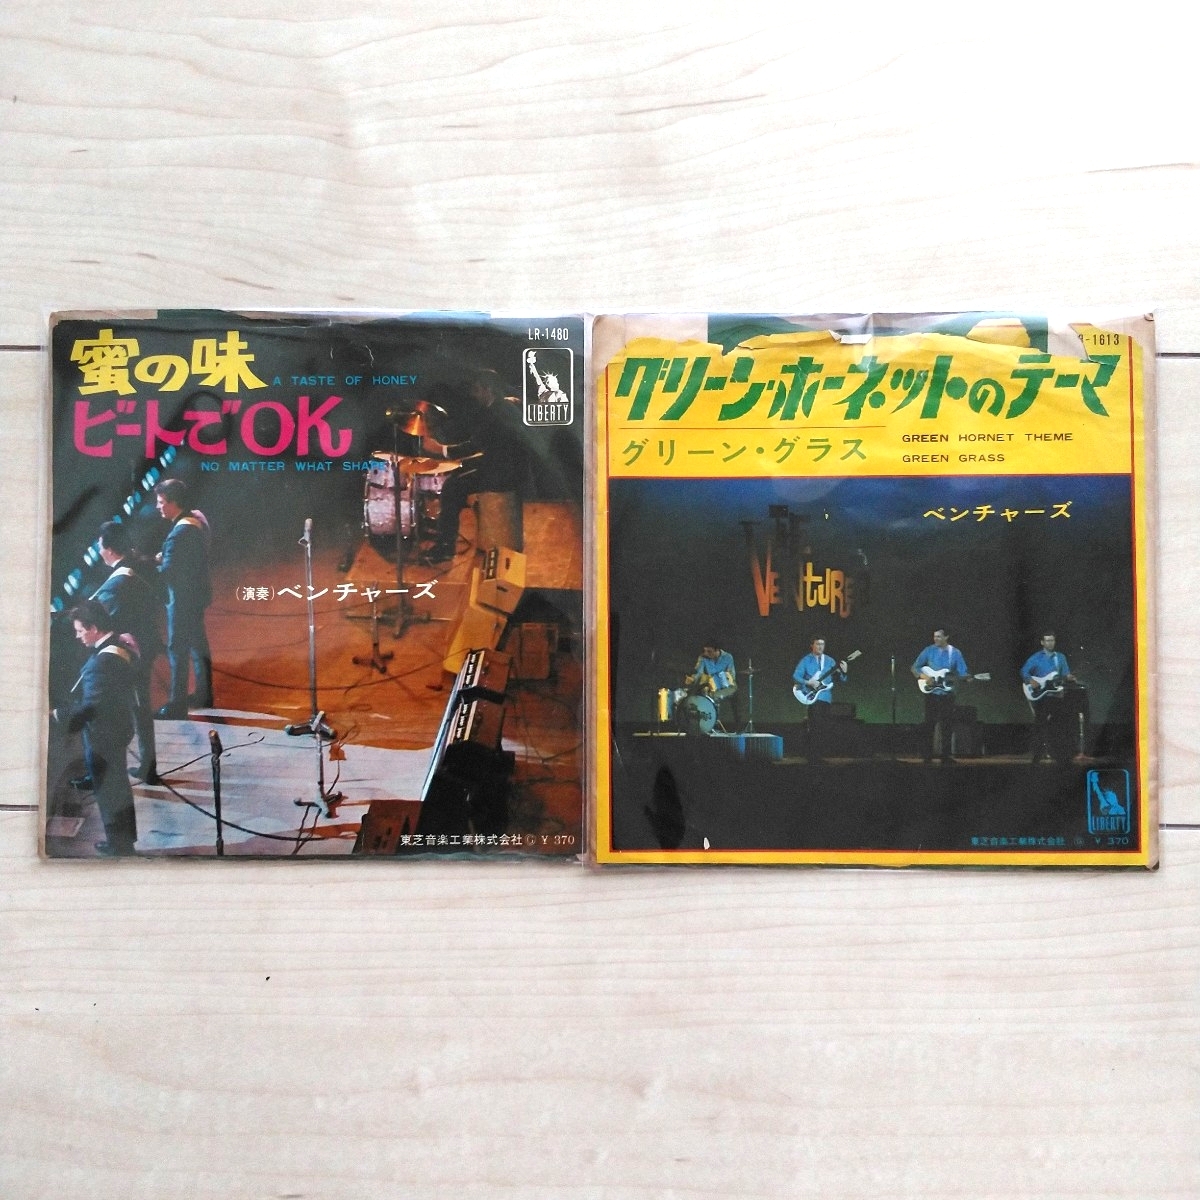 LR-1480
蜜の味
A TASTE OF HONEY
ビートでOK
NO MATTER WHAT SHAPE
LIBERTY
(演奏)ベンチャーズ
東芝音楽工業株式会社 Ⓒ ¥ 370
-1613
グリーン・ホーネットのテーマ
グリーン・グラス
GREEN HORNET THEME
GREEN GRASS
ベンチャーズ
THE
VENTURE
LIBERTY
東芝音楽工業株式会社 Ⓒ ¥ 370